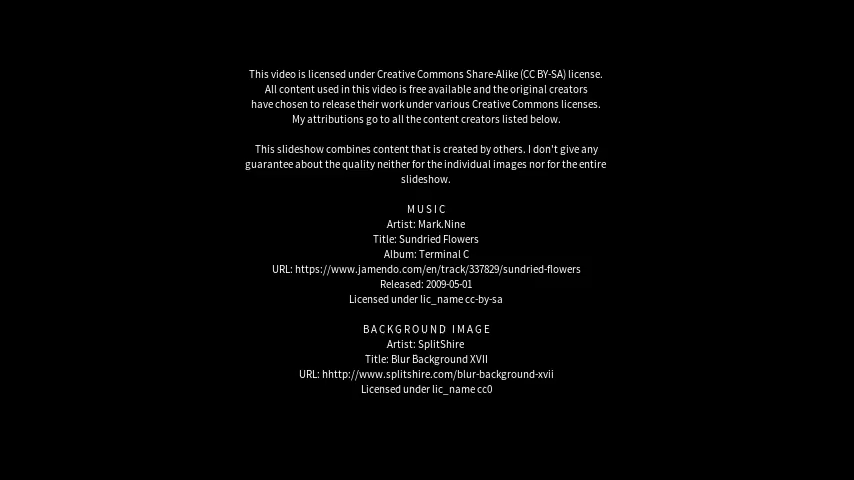 This video is licensed under Creative Commons Share-Alike (CC BY-SA) license.
All content used in this video is free available and the original creators
have chosen to release their work under various Creative Commons licenses.
My attributions go to all the content creators listed below.
This slideshow combines content that is created by others. I don't give any
guarantee about the quality neither for the individual images nor for the entire
slideshow.
MUSIC
Artist: Mark.Nine
Title: Sundried Flowers
Album: Terminal C
URL: https://www.jamendo.com/en/track/337829/sundried-flowers
Released: 2009-05-01
Licensed under lic_name cc-by-sa
BACKGROUND IMAGE
Artist: SplitShire
Title: Blur Background XVII
URL: hhttp://www.splitshire.com/blur-background-xvii
Licensed under lic_name cc0